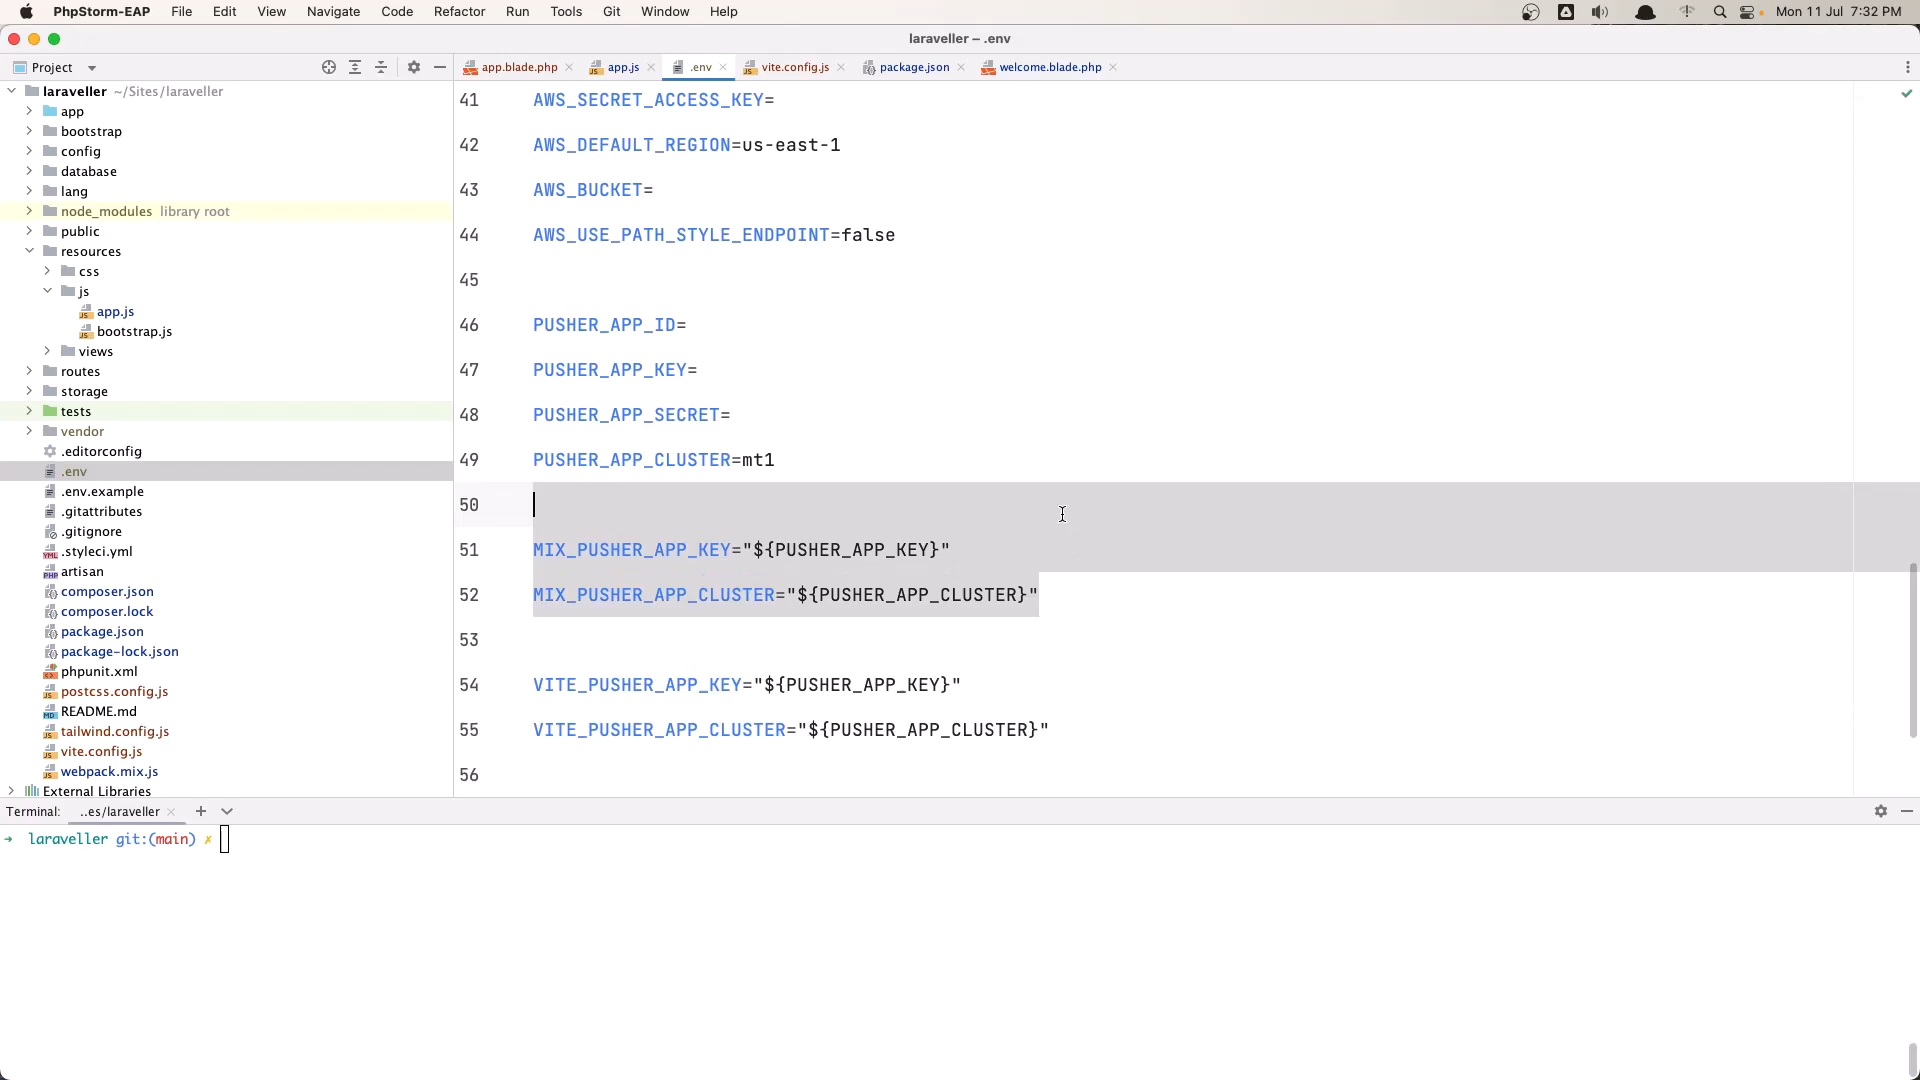 PhpStorm-EAP File Edit View Navigate Code Refactor Run Tools Git Window Help Mon 11 Jul 7:32 PM
laraveller – .env
Project
app.blade.php app.js .env vite.config.js package.json welcome.blade.php
laraveller ~/Sites/laraveller
app
bootstrap
config
database
lang
node_modules library root
public
resources
css
js
app.js
bootstrap.js
views
routes
storage
tests
vendor
.editorconfig
.env
.env.example
.gitattributes
.gitignore
.styleci.yml
artisan
composer.json
composer.lock
package.json
package-lock.json
phpunit.xml
postcss.config.js
README.md
tailwind.config.js
vite.config.js
webpack.mix.js
External Libraries
41 AWS_SECRET_ACCESS_KEY=
42 AWS_DEFAULT_REGION=us-east-1
43 AWS_BUCKET=
44 AWS_USE_PATH_STYLE_ENDPOINT=false
45
46 PUSHER_APP_ID=
47 PUSHER_APP_KEY=
48 PUSHER_APP_SECRET=
49 PUSHER_APP_CLUSTER=mt1
50
51 MIX_PUSHER_APP_KEY="${PUSHER_APP_KEY}"
52 MIX_PUSHER_APP_CLUSTER="${PUSHER_APP_CLUSTER}"
53
54 VITE_PUSHER_APP_KEY="${PUSHER_APP_KEY}"
55 VITE_PUSHER_APP_CLUSTER="${PUSHER_APP_CLUSTER}"
56
Terminal: ..es/laraveller
→ laraveller git:(main) ✗